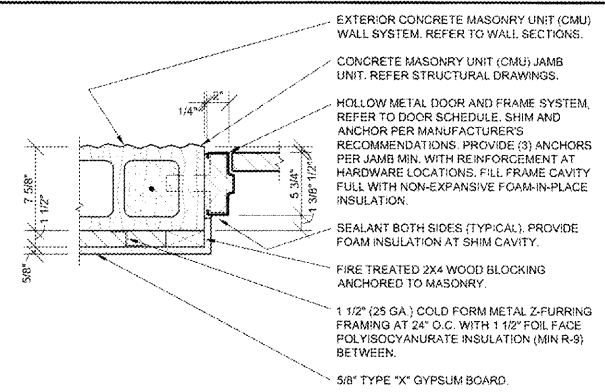 EXTERIOR CONCRETE MASONRY UNIT (CMU)
WALL SYSTEM. REFER TO WALL SECTIONS.
CONCRETE MASONRY UNIT (CMU) JAMB
UNIT. REFER STRUCTURAL DRAWINGS.
HOLLOW METAL DOOR AND FRAME SYSTEM,
REFER TO DOOR SCHEDULE. SHIM AND
ANCHOR PER MANUFACTURER'S
RECOMMENDATIONS. PROVIDE (3) ANCHORS
PER JAMB MIN. WITH REINFORCEMENT AT
HARDWARE LOCATIONS. FILL FRAME CAVITY
FULL WITH NON-EXPANSIVE FOAM-IN-PLACE
INSULATION.
SEALANT BOTH SIDES (TYPICAL). PROVIDE
FOAM INSULATION AT SHIM CAVITY.
FIRE TREATED 2X4 WOOD BLOCKING
ANCHORED TO MASONRY.
1 1/2" (25 GA.) COLD FORM METAL Z-FURRING
FRAMING AT 24" O.C. WITH 1 1/2" FOIL FACE
POLYISOCYANURATE INSULATION (MIN R-9)
BETWEEN.
5/8" TYPE "X" GYPSUM BOARD.
2"
1/4"
7 5/8"
1 1/2"
5/8"
5 3/4"
1 3/8"
1/2"